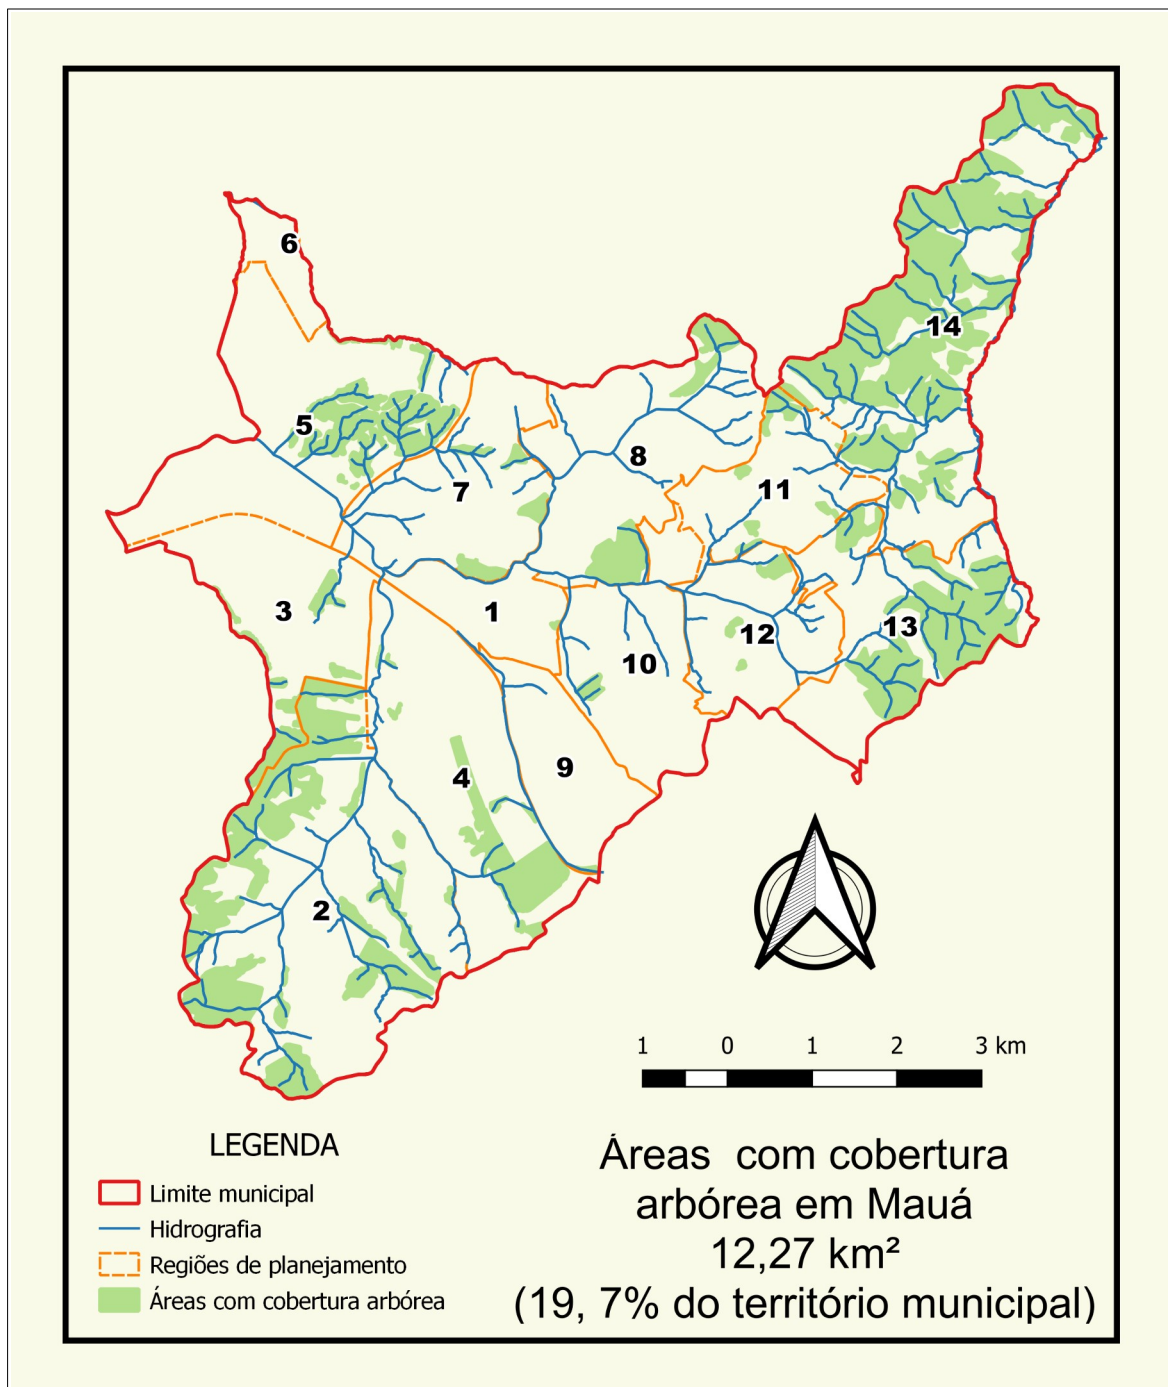 6
14
5
8
7
11
3
1
12
13
10
9
4
2
1 0 1 2 3 km
LEGENDA
Limite municipal
Hidrografia
Regiões de planejamento
Áreas com cobertura arbórea
Áreas com cobertura
arbórea em Mauá
12,27 km²
(19, 7% do território municipal)